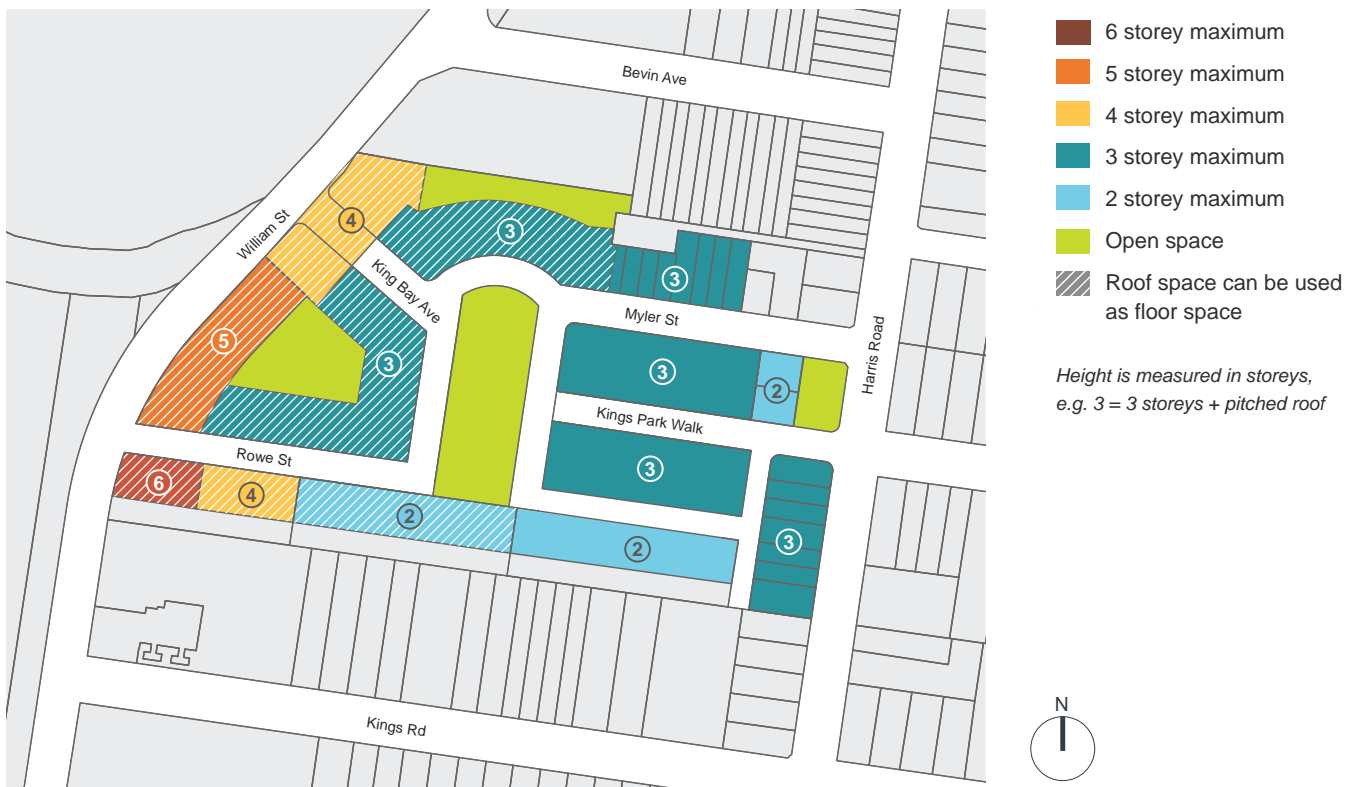 6 storey maximum
5 storey maximum
4 storey maximum
3 storey maximum
2 storey maximum
Open space
Roof space can be used
as floor space
Height is measured in storeys,
e.g. 3 = 3 storeys + pitched roof
N
Bevin Ave
William St
4
3
3
King Bay Ave
Myler St
Harris Road
5
3
3
2
Kings Park Walk
Rowe St
3
6
4
2
2
3
Kings Rd